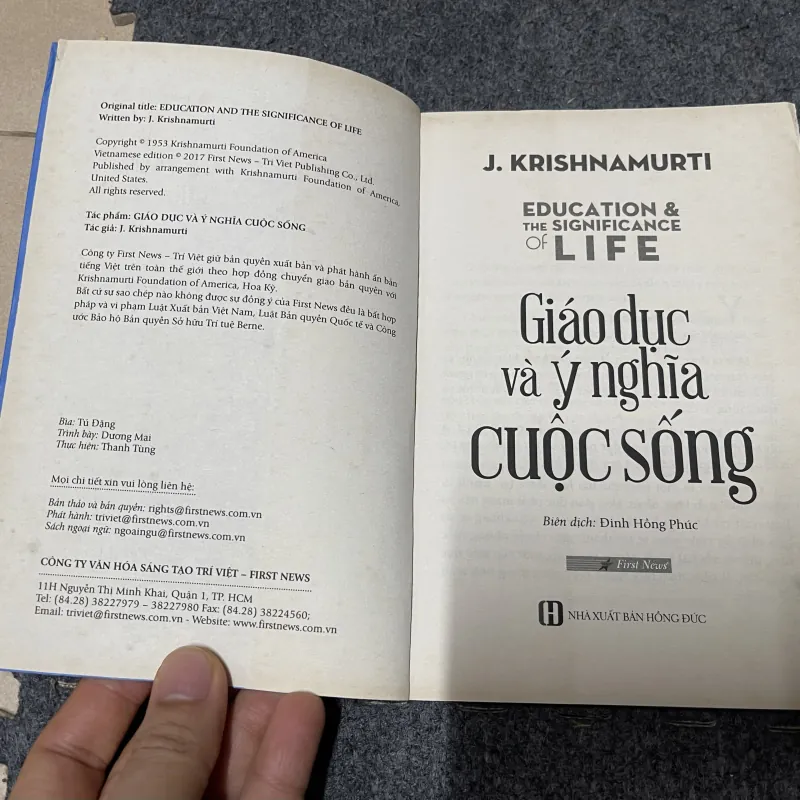 Original title: EDUCATION AND THE SIGNIFICANCE OF LIFE
Written by: J. Krishnamurti
Copyright © 1953 Krishnamurti Foundation of America
Vietnamese edition © 2017 First News – Tri Viet Publishing Co., Ltd.
Published by arrangement with Krishnamurti Foundation of America,
United States.
All rights reserved.
Tác phẩm: GIÁO DỤC VÀ Ý NGHĨA CUỘC SỐNG
Tác giả: J. Krishnamurti
Công ty First News – Trí Việt giữ bản quyền xuất bản và phát hành ấn bản
tiếng Việt trên toàn thế giới theo hợp đồng chuyển giao bản quyền với
Krishnamurti Foundation of America, Hoa Kỳ.
Bất cứ sự sao chép nào không được sự đồng ý của First News đều là bất hợp
pháp và vi phạm Luật Xuất bản Việt Nam, Luật Bản quyền Quốc tế và Công
ước Bảo hộ Bản quyền Sở hữu Trí tuệ Berne.
Bìa: Tú Đặng
Trình bày: Dương Mai
Thực hiện: Thanh Tùng
Mọi chi tiết xin vui lòng liên hệ:
Bản thảo và bản quyền: rights@firstnews.com.vn
Phát hành: triviet@firstnews.com.vn
Sách ngoại ngữ: ngoaingu@firstnews.com.vn
CÔNG TY VĂN HÓA SÁNG TẠO TRÍ VIỆT – FIRST NEWS
11H Nguyễn Thị Minh Khai, Quận 1, TP. HCM
Tel: (84.28) 38227979 – 38227980 Fax: (84.28) 38224560;
Email: triviet@firstnews.com.vn - Website: www.firstnews.com.vn
J. KRISHNAMURTI
EDUCATION &
THE SIGNIFICANCE
OF LIFE
Giáo dục
và ý nghĩa
cuộc sống
Biên dịch: Đinh Hồng Phúc
First News
NHÀ XUẤT BẢN HỒNG ĐỨC